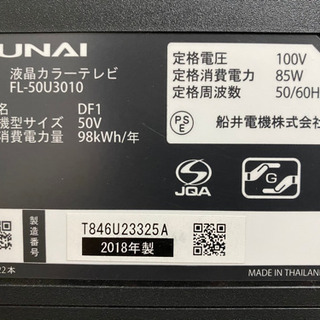 UNAI
液晶カラーテレビ
FL-50U3010
定格電圧 100V
定格消費電力 85W
定格周波数 50/60H
DF1
機型サイズ 50V
消費電力量 98kWh/年
PSE
船井電機株式会社
JQA
G
製造番号
T846U23325A
2018年製
22本
MADE IN THAILAND